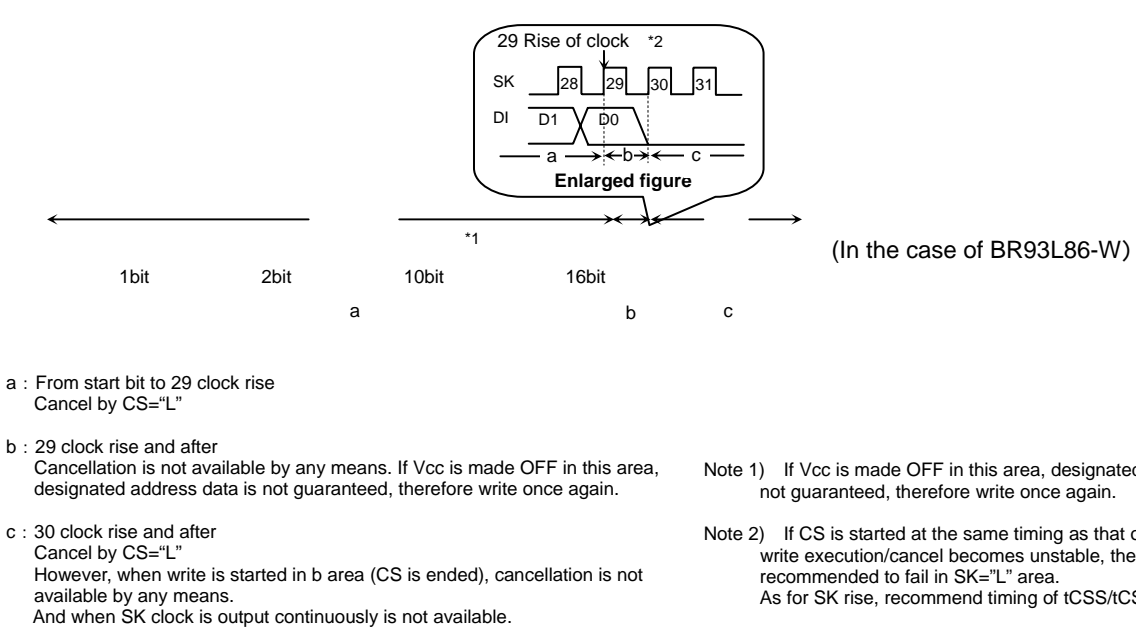 29 Rise of clock *2
SK 28 29 30 31
DI D1 D0
a b c
Enlarged figure
*1
(In the case of BR93L86-W)
1bit 2bit 10bit 16bit
a b c
a : From start bit to 29 clock rise
Cancel by CS=“L”
b : 29 clock rise and after
Cancellation is not available by any means. If Vcc is made OFF in this area,
designated address data is not guaranteed, therefore write once again.
c : 30 clock rise and after
Cancel by CS=“L”
However, when write is started in b area (CS is ended), cancellation is not
available by any means.
And when SK clock is output continuously is not available.
Note 1) If Vcc is made OFF in this area, designated
not guaranteed, therefore write once again.
Note 2) If CS is started at the same timing as that
write execution/cancel becomes unstable,
recommended to fail in SK=”L” area.
As for SK rise, recommend timing of